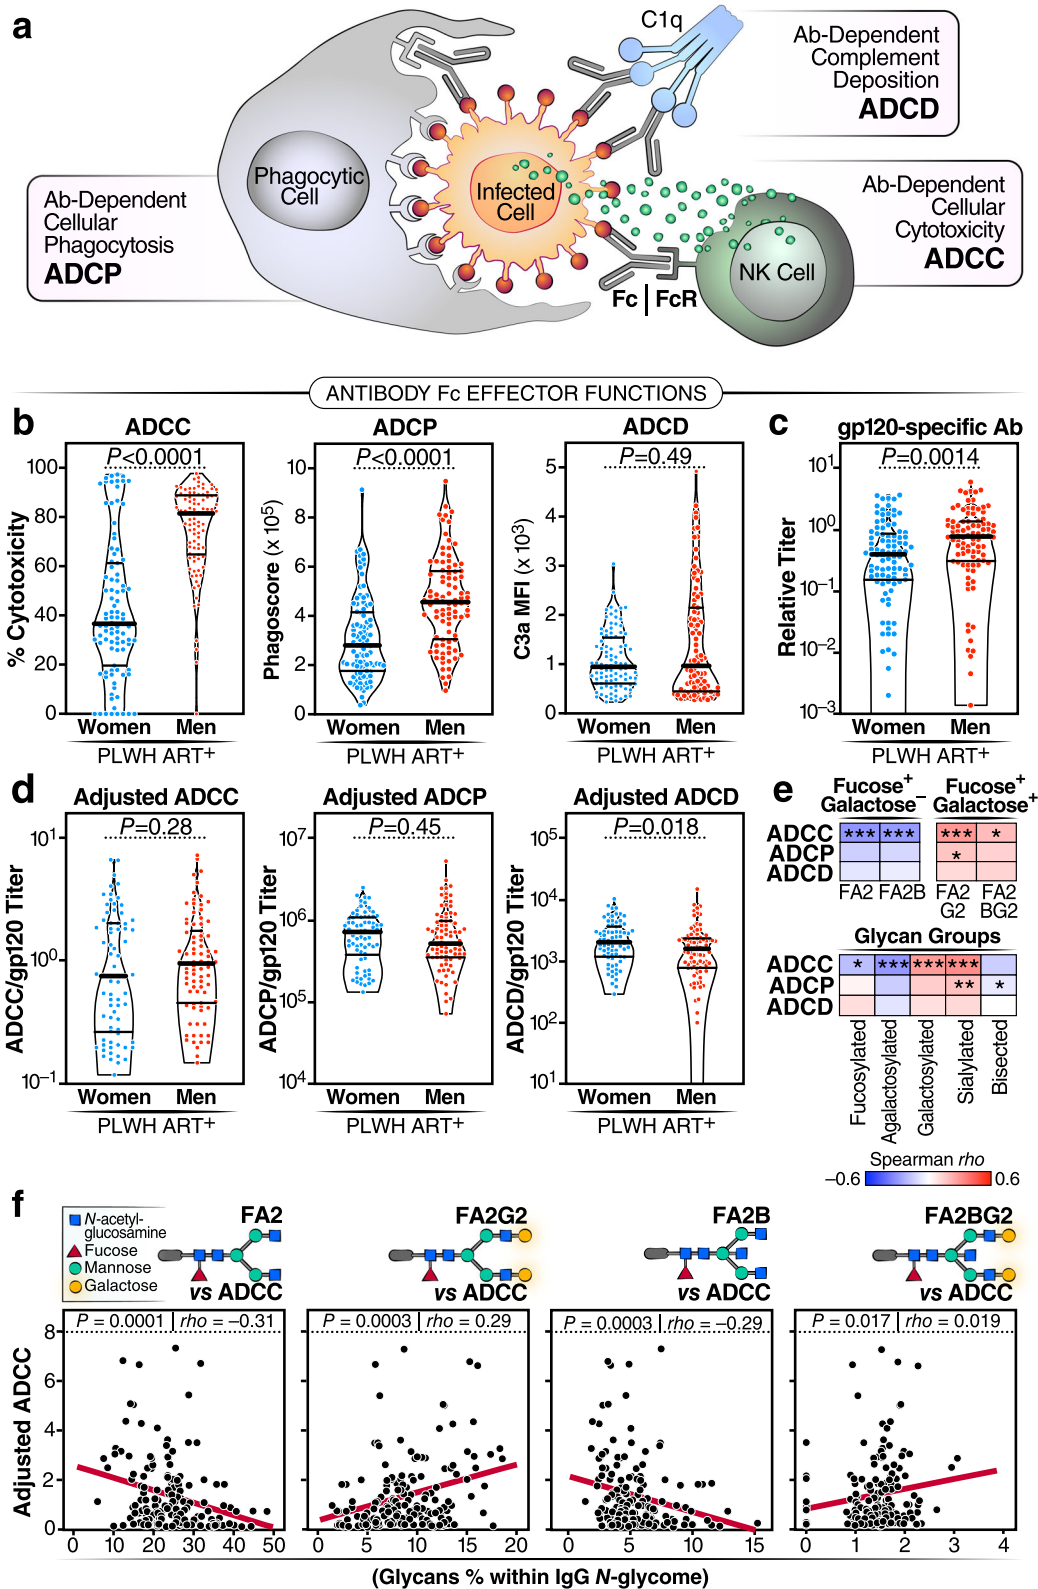 a
C1q
Ab-Dependent
Complement
Deposition
ADCD
Phagocytic
Cell
Infected
Cell
Ab-Dependent
Cellular
Phagocytosis
ADCP
Ab-Dependent
Cellular
Cytotoxicity
ADCC
NK Cell
Fc | FcR
ANTIBODY Fc EFFECTOR FUNCTIONS
b
ADCC
P<0.0001
% Cytotoxicity
100
80
60
40
20
0
Women Men
PLWH ART+
ADCP
P<0.0001
Phagoscore (x 10⁵)
10
8
6
4
2
0
Women Men
PLWH ART+
ADCD
P=0.49
C3a MFI (x 10³)
5
4
3
2
1
0
Women Men
PLWH ART+
c
gp120-specific Ab
P=0.0014
Relative Titer
10¹
10⁰
10⁻¹
10⁻²
10⁻³
Women Men
PLWH ART+
d
Adjusted ADCC
P=0.28
ADCC/gp120 Titer
10¹
10⁰
10⁻¹
Women Men
PLWH ART+
Adjusted ADCP
P=0.45
ADCP/gp120 Titer
10⁷
10⁶
10⁵
10⁴
Women Men
PLWH ART+
Adjusted ADCD
P=0.018
ADCD/gp120 Titer
10⁵
10⁴
10³
10²
10¹
Women Men
PLWH ART+
e
Fucose⁺ Fucose⁺
Galactose⁻ Galactose⁺
ADCC *** *** *** *
ADCP *
ADCD
FA2 FA2B FA2 FA2
G2 BG2
Glycan Groups
ADCC * *** *** ***
ADCP ** *
ADCD
Fucosylated
Agalactosylated
Galactosylated
Sialylated
Bisected
Spearman rho
−0.6 0.6
f
N-acetyl-
glucosamine
Fucose
Mannose
Galactose
FA2
vs ADCC
FA2G2
vs ADCC
FA2B
vs ADCC
FA2BG2
vs ADCC
P = 0.0001 | rho = −0.31
P = 0.0003 | rho = 0.29
P = 0.0003 | rho = −0.29
P = 0.017 | rho = 0.019
Adjusted ADCC
8
6
4
2
0
0 10 20 30 40 50
0 5 10 15 20
0 5 10 15
0 1 2 3 4
(Glycans % within IgG N-glycome)